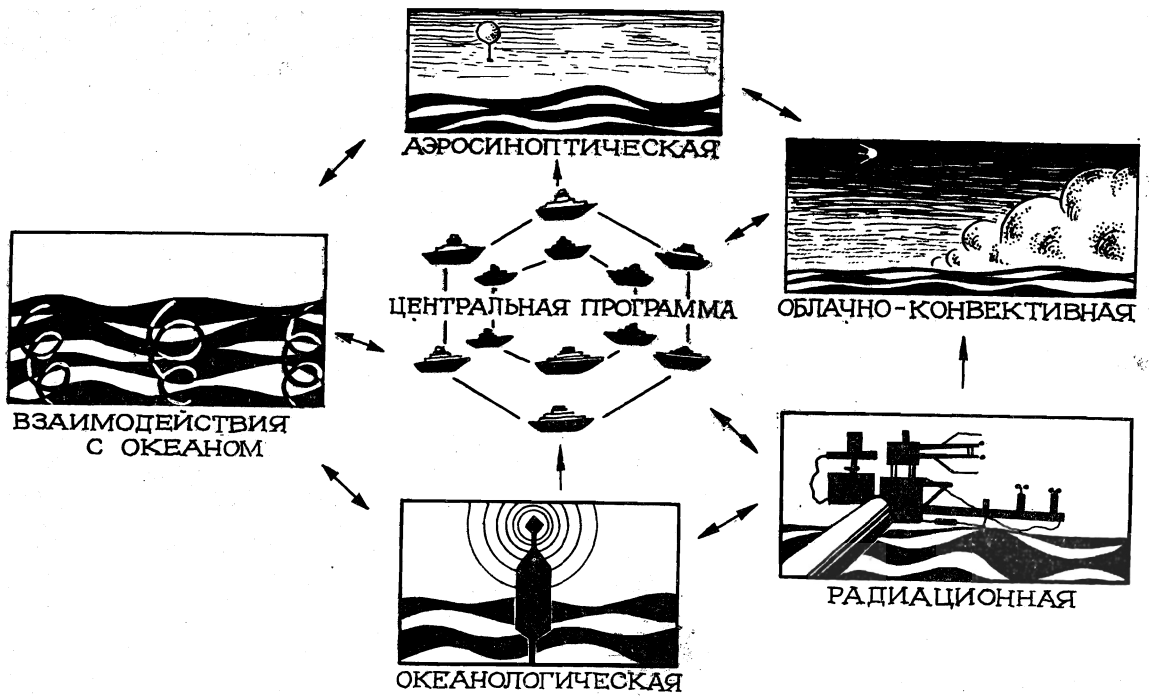 АЭРОСИНОПТИЧЕСКАЯ
ЦЕНТРАЛЬНАЯ ПРОГРАММА
ОБЛАЧНО-КОНВЕКТИВНАЯ
ВЗАИМОДЕЙСТВИЯ
С ОКЕАНОМ
РАДИАЦИОННАЯ
ОКЕАНОЛОГИЧЕСКАЯ